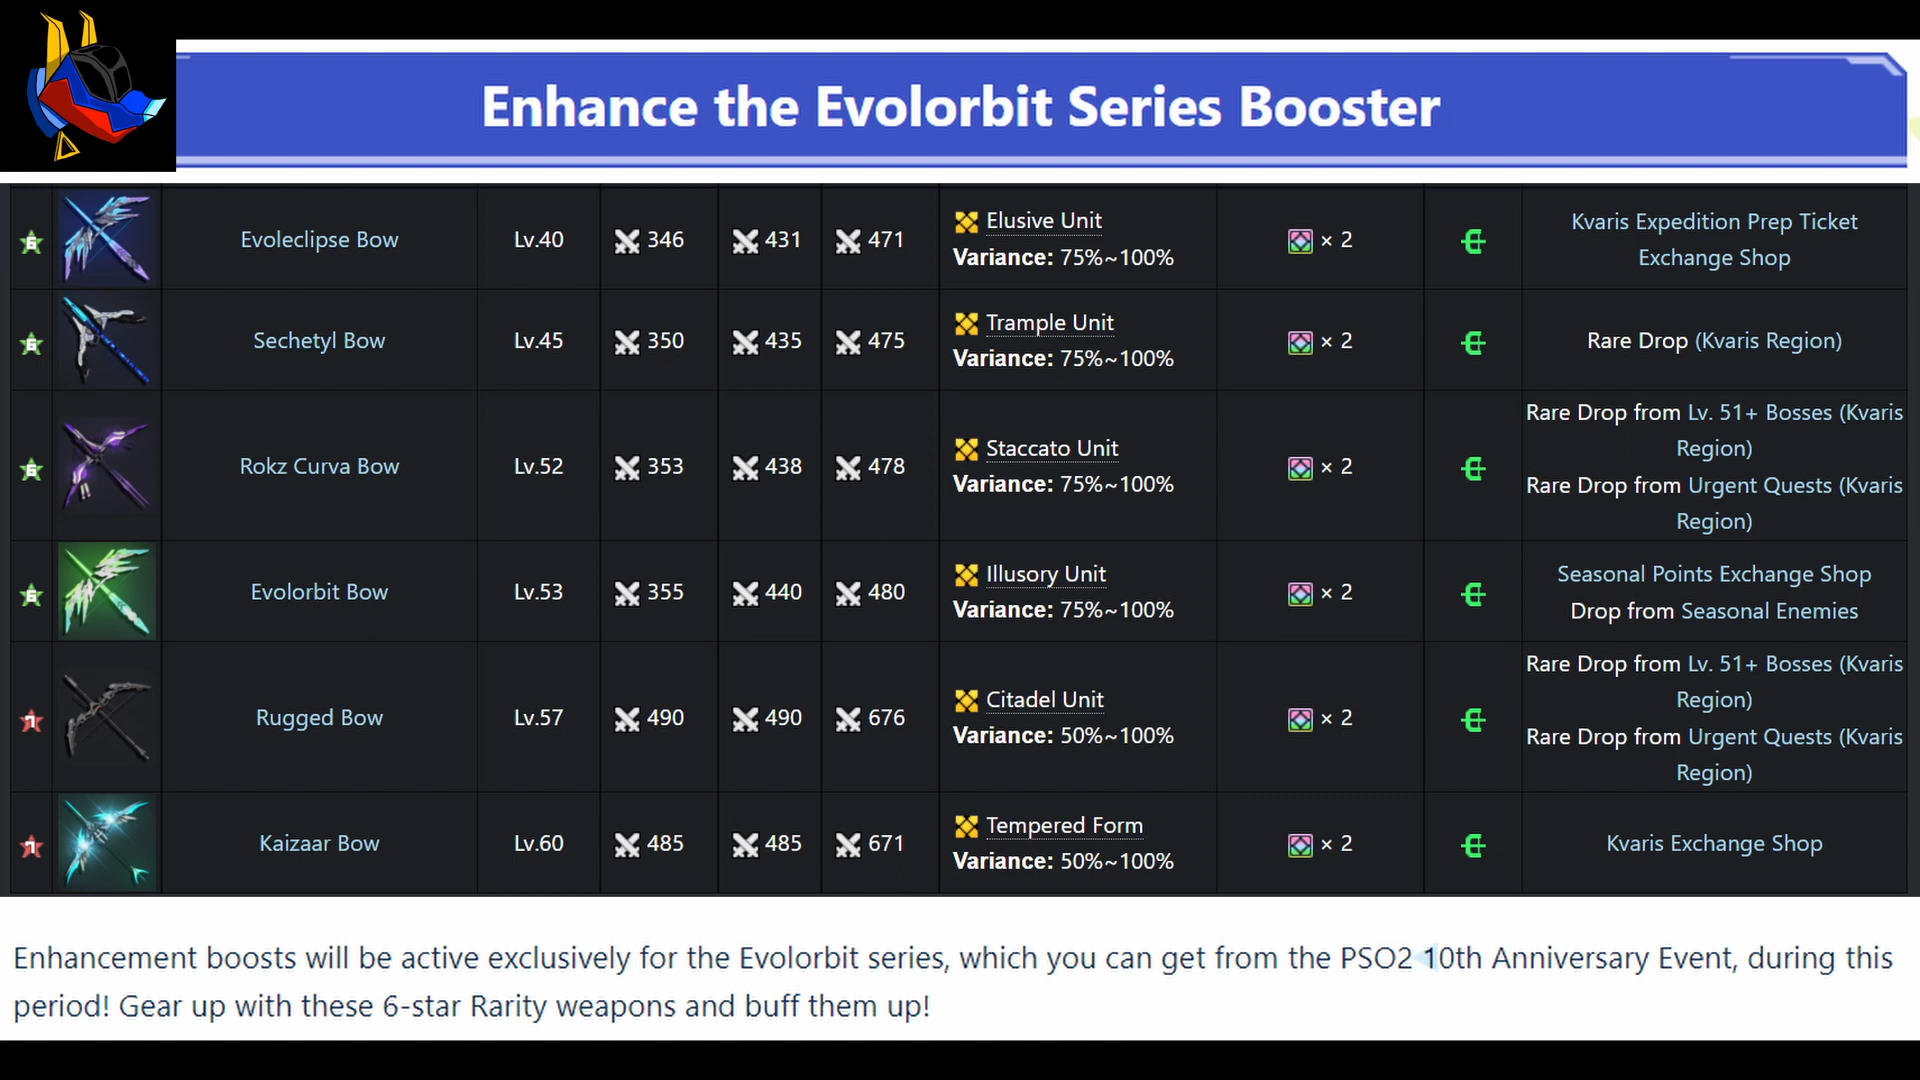 Enhance the Evolorbit Series Booster
6 Evoleclipse Bow Lv.40 346 431 471 Elusive Unit × 2 Kvaris Expedition Prep Ticket
Variance: 75%~100% Exchange Shop
6 Sechetyl Bow Lv.45 350 435 475 Trample Unit × 2 Rare Drop (Kvaris Region)
Variance: 75%~100%
Rare Drop from Lv. 51+ Bosses (Kvaris
6 Rokz Curva Bow Lv.52 353 438 478 Staccato Unit × 2 Region)
Variance: 75%~100% Rare Drop from Urgent Quests (Kvaris
Region)
6 Evolorbit Bow Lv.53 355 440 480 Illusory Unit × 2 Seasonal Points Exchange Shop
Variance: 75%~100% Drop from Seasonal Enemies
Rare Drop from Lv. 51+ Bosses (Kvaris
7 Rugged Bow Lv.57 490 490 676 Citadel Unit × 2 Region)
Variance: 50%~100% Rare Drop from Urgent Quests (Kvaris
Region)
7 Kaizaar Bow Lv.60 485 485 671 Tempered Form × 2 Kvaris Exchange Shop
Variance: 50%~100%
Enhancement boosts will be active exclusively for the Evolorbit series, which you can get from the PSO2 10th Anniversary Event, during this
period! Gear up with these 6-star Rarity weapons and buff them up!